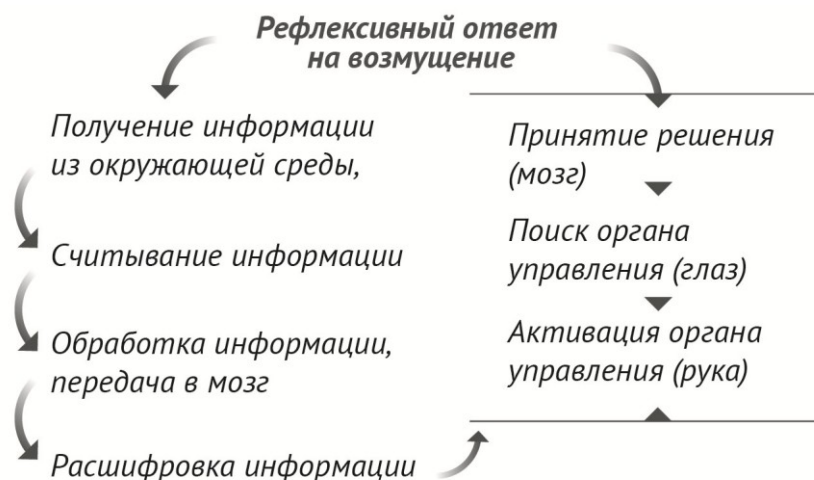 Рефлексивный ответ
на возмущение
Получение информации
из окружающей среды,
Считывание информации
Обработка информации,
передача в мозг
Расшифровка информации
Принятие решения
(мозг)
Поиск органа
управления (глаз)
Активация органа
управления (рука)